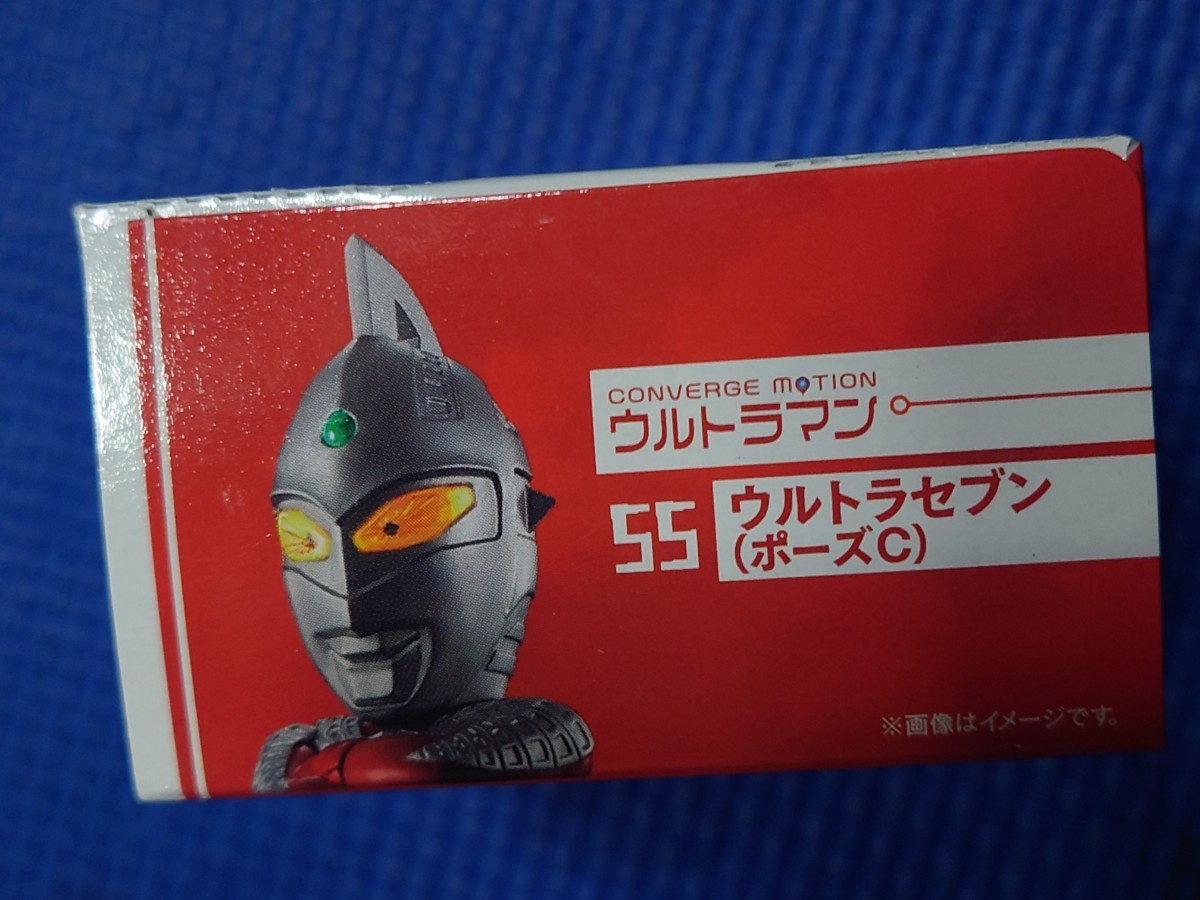 CONVERGE MOTION
ウルトラマン
55
ウルトラセブン
(ポーズC)
※画像はイメージです。